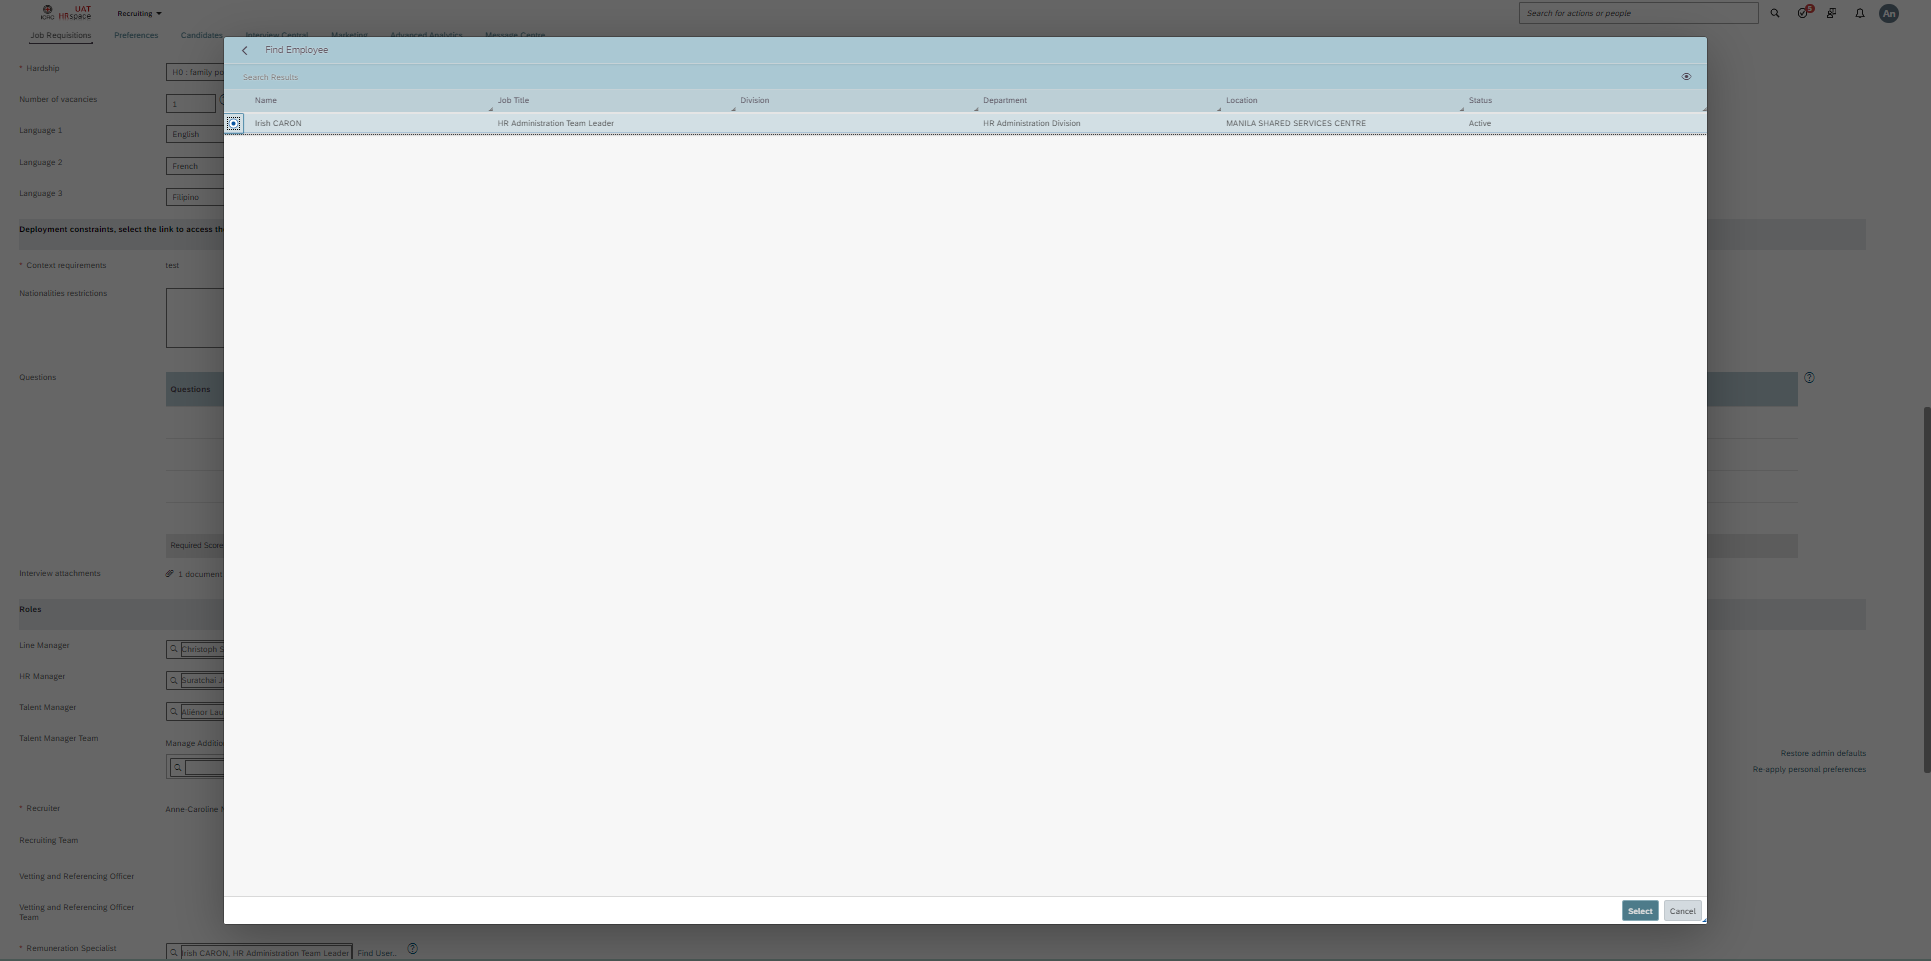 UAT
ICRC HRspace
Recruiting
Search for actions or people
5
An
Job Requisitions
Preferences
Candidates
Interview Central
Marketing
Advanced Analytics
Message Centre
Find Employee
Search Results
Name
Job Title
Division
Department
Location
Status
Irish CARON
HR Administration Team Leader
HR Administration Division
MANILA SHARED SERVICES CENTRE
Active
* Hardship
H0 : family po
Number of vacancies
1
Language 1
English
Language 2
French
Language 3
Filipino
Deployment constraints, select the link to access th
* Context requirements
test
Nationalities restrictions
Questions
Questions
?
Required Score
Interview attachments
1 document
Roles
Line Manager
Christoph S
HR Manager
Suratchai J
Talent Manager
Aliénor Lau
Talent Manager Team
Manage Additio
Restore admin defaults
Re-apply personal preferences
* Recruiter
Anne-Caroline
Recruiting Team
Vetting and Referencing Officer
Vetting and Referencing Officer
Team
Select
Cancel
* Remuneration Specialist
Irish CARON, HR Administration Team Leader
Find User...
?